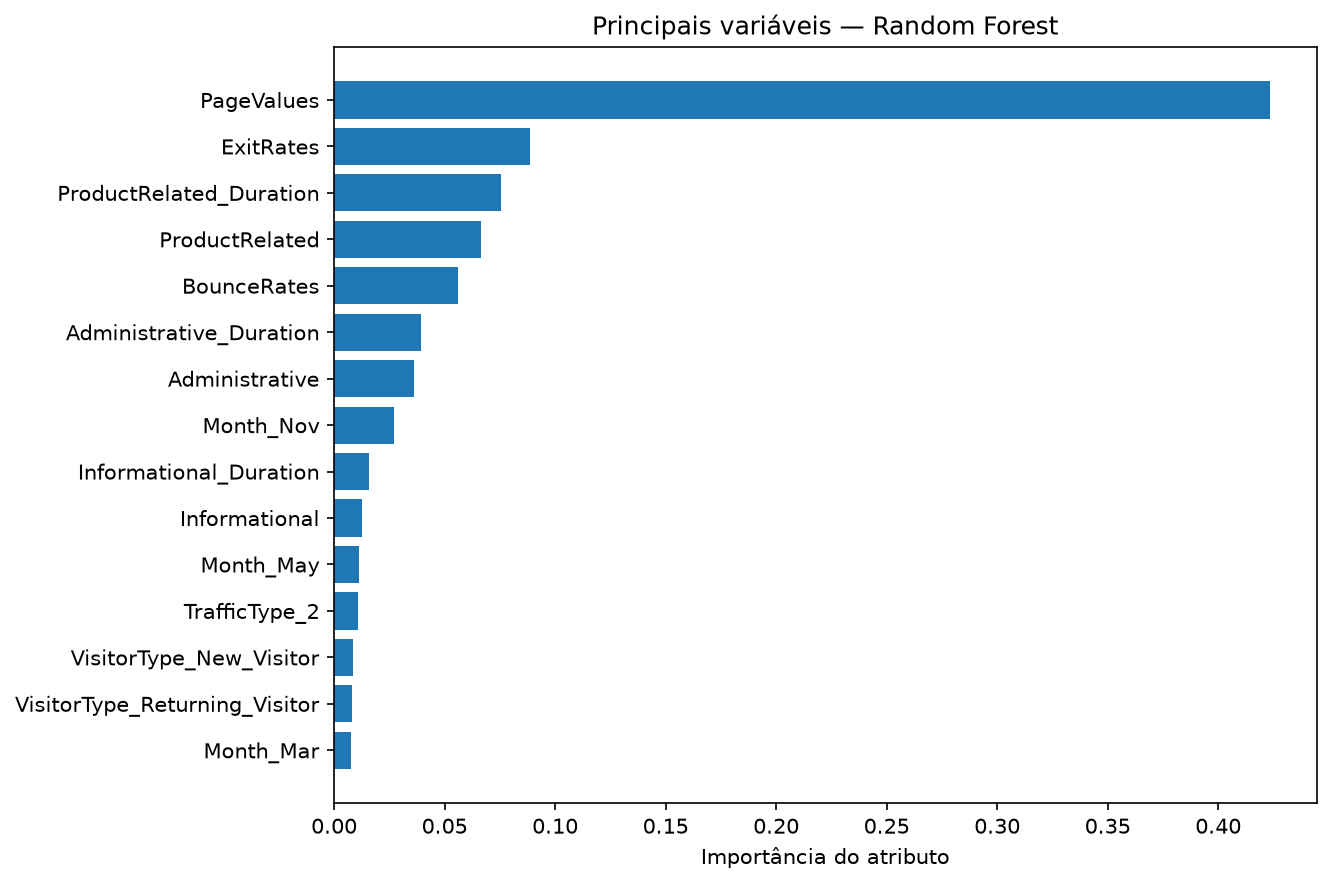 Principais variáveis — Random Forest
PageValues
ExitRates
ProductRelated_Duration
ProductRelated
BounceRates
Administrative_Duration
Administrative
Month_Nov
Informational_Duration
Informational
Month_May
TrafficType_2
VisitorType_New_Visitor
VisitorType_Returning_Visitor
Month_Mar
0.00 0.05 0.10 0.15 0.20 0.25 0.30 0.35 0.40
Importância do atributo